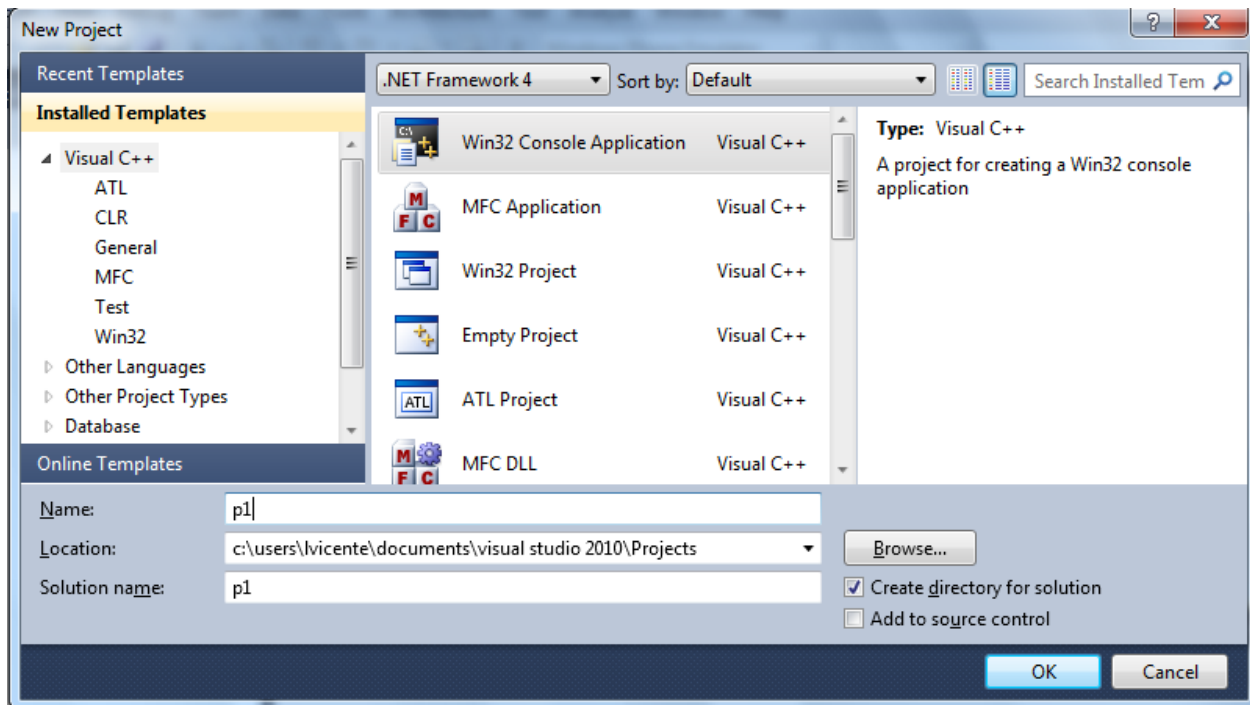 New Project
Recent Templates
Installed Templates
Visual C++
ATL
CLR
General
MFC
Test
Win32
Other Languages
Other Project Types
Database
Online Templates
.NET Framework 4 Sort by: Default
Search Installed Tem
C:\ Win32 Console Application Visual C++
MFC MFC Application Visual C++
Win32 Project Visual C++
Empty Project Visual C++
ATL ATL Project Visual C++
MFC MFC DLL Visual C++
Type: Visual C++
A project for creating a Win32 console
application
Name: p1
Location: c:\users\lvicente\documents\visual studio 2010\Projects Browse...
Solution name: p1
Create directory for solution
Add to source control
OK Cancel